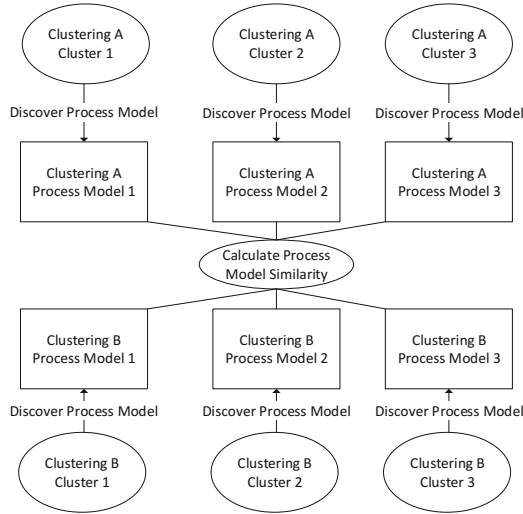 Clustering A
Cluster 1
Clustering A
Cluster 2
Clustering A
Cluster 3
Discover Process Model
Discover Process Model
Discover Process Model
Clustering A
Process Model 1
Clustering A
Process Model 2
Clustering A
Process Model 3
Calculate Process
Model Similarity
Clustering B
Process Model 1
Clustering B
Process Model 2
Clustering B
Process Model 3
Discover Process Model
Discover Process Model
Discover Process Model
Clustering B
Cluster 1
Clustering B
Cluster 2
Clustering B
Cluster 3